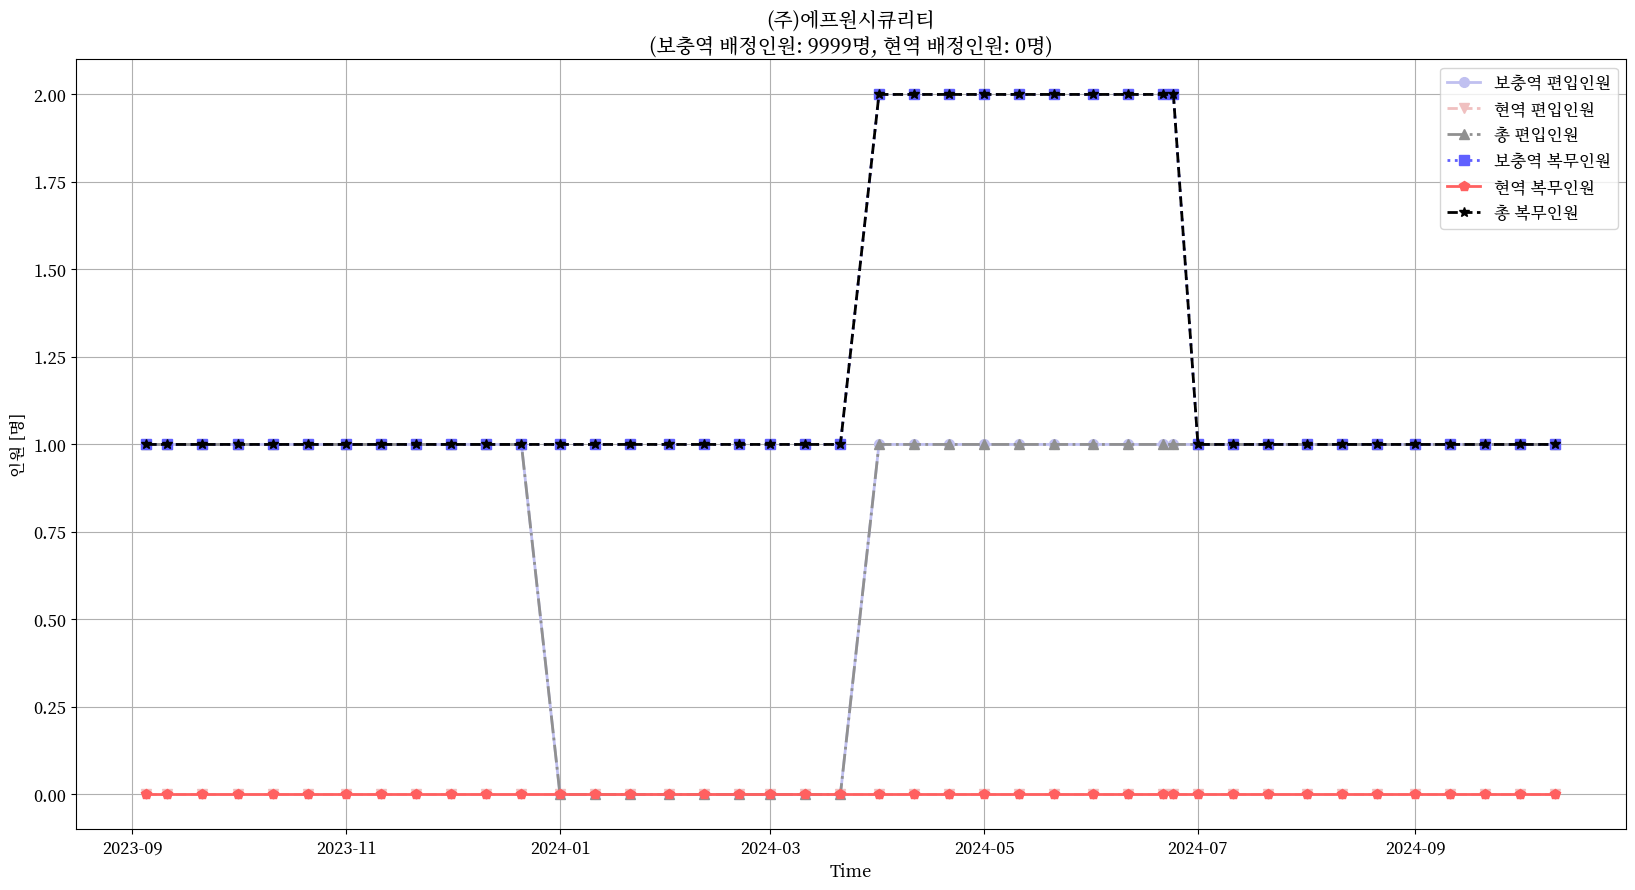 (주)에프원시큐리티
(보충역 배정인원: 9999명, 현역 배정인원: 0명)
보충역 편입인원
현역 편입인원
총 편입인원
보충역 복무인원
현역 복무인원
총 복무인원
인원 [명]
2.00
1.75
1.50
1.25
1.00
0.75
0.50
0.25
0.00
2023-09 2023-11 2024-01 2024-03 2024-05 2024-07 2024-09
Time